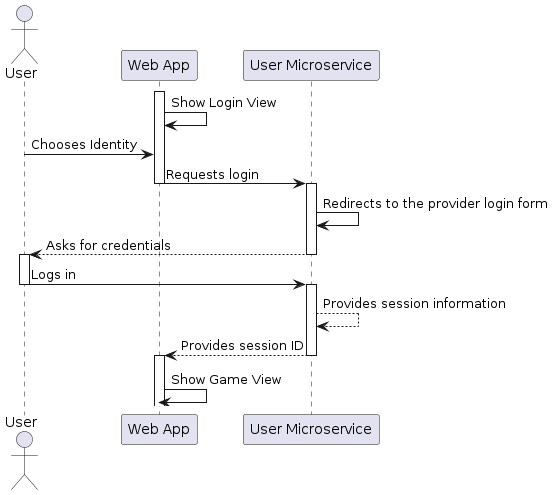 User
Web App
User Microservice
Show Login View
Chooses Identity
Requests login
Redirects to the provider login form
Asks for credentials
Logs in
Provides session information
Provides session ID
Show Game View
User
Web App
User Microservice